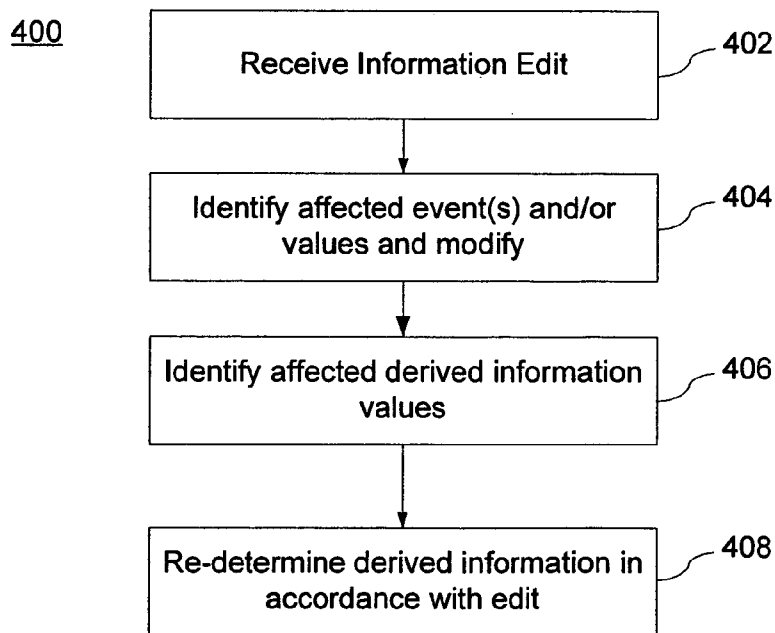 400
Receive Information Edit
402
Identify affected event(s) and/or
values and modify
404
Identify affected derived information
values
406
Re-determine derived information in
accordance with edit
408